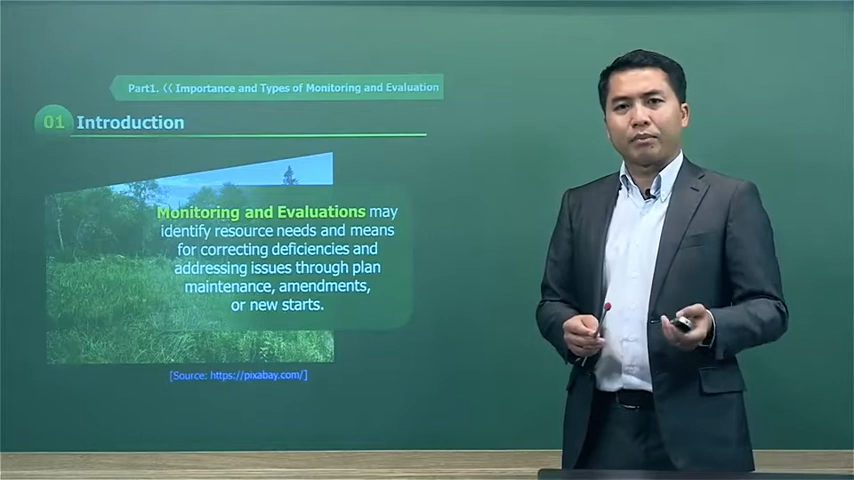 Part1. 〈〈 Importance and Types of Monitoring and Evaluation
01 Introduction
Monitoring and Evaluations may
identify resource needs and means
for correcting deficiencies and
addressing issues through plan
maintenance, amendments,
or new starts.
[Source: https://pixabay.com/]